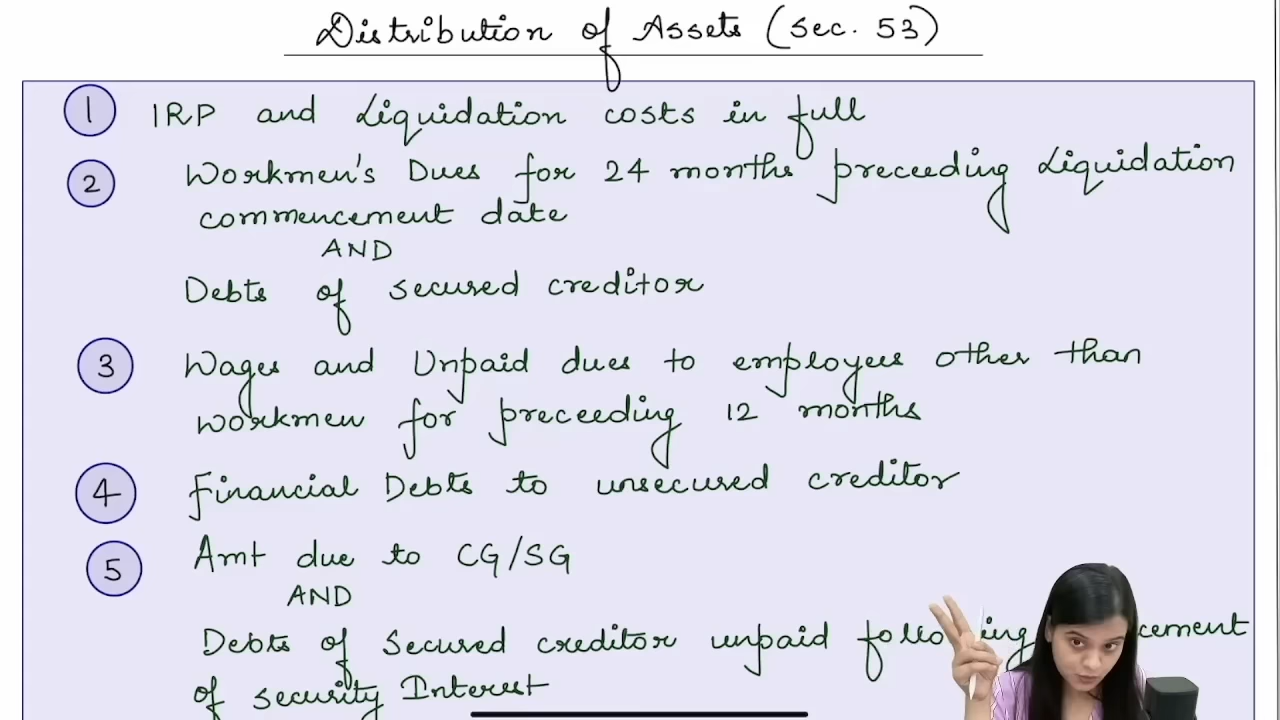 Distribution of Assets (Sec. 53)
1 IRP and Liquidation costs in full
2 Workmen's Dues for 24 months preceeding Liquidation
commencement date
AND
Debts of secured creditor
3 Wages and Unpaid dues to employees other than
workmen for preceeding 12 months
4 Financial Debts to unsecured creditor
5 Amt due to CG/SG
AND
Debts of Secured creditor unpaid
of security Interest